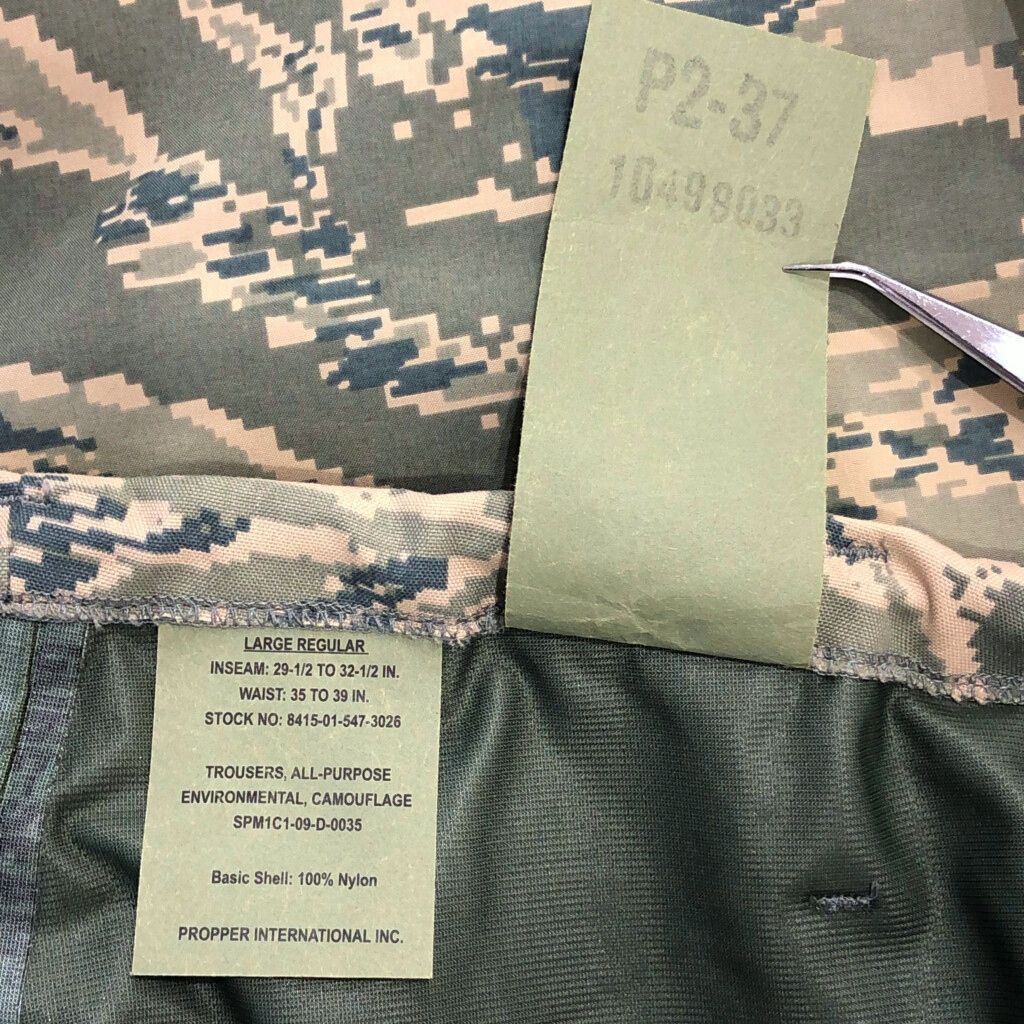 P2-37
10499033
LARGE REGULAR
INSEAM: 29-1/2 TO 32-1/2 IN.
WAIST: 35 TO 39 IN.
STOCK NO: 8415-01-547-3026
TROUSERS, ALL-PURPOSE
ENVIRONMENTAL, CAMOUFLAGE
SPM1C1-09-D-0035
Basic Shell: 100% Nylon
PROPPER INTERNATIONAL INC.